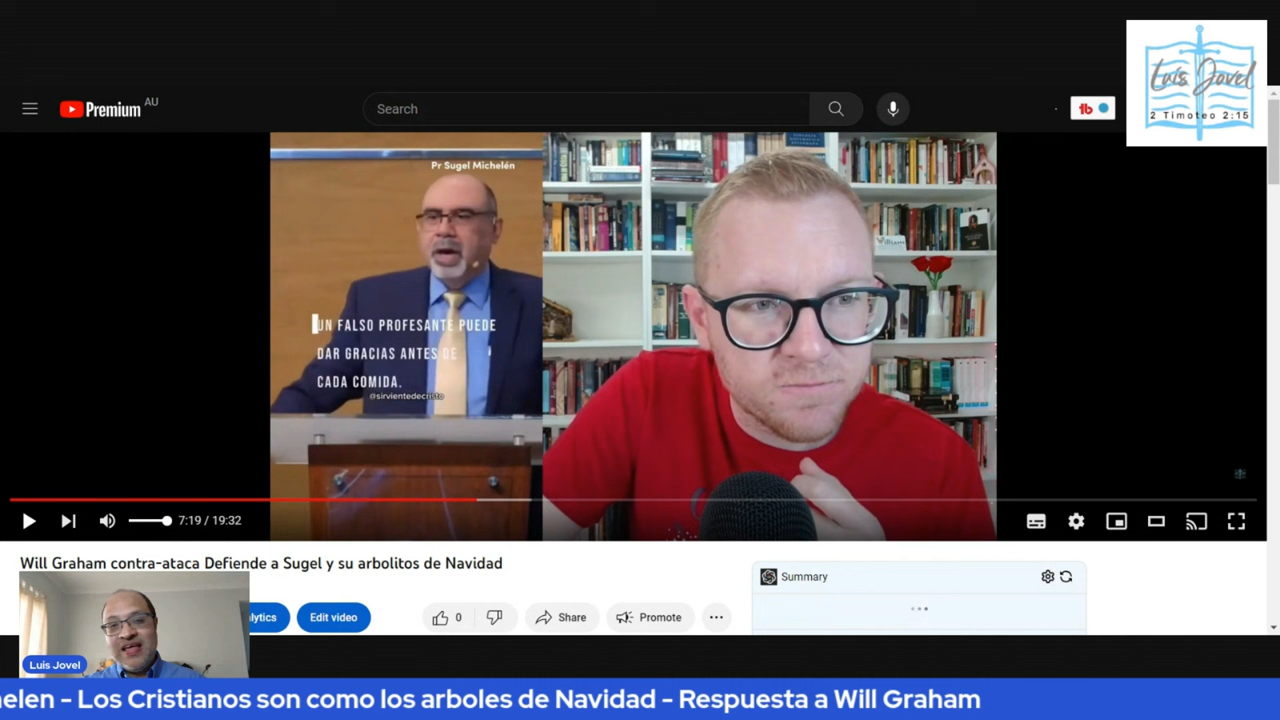 Luis Jovel
2 Timoteo 2:15
Premium
AU
Search
tb
Pr Sugel Michelén
UN FALSO PROFESANTE PUEDE
DAR GRACIAS ANTES DE
CADA COMIDA.
@sirvientedecristo
7:19 / 19:32
Will Graham contra-ataca Defiende a Sugel y su arbolitos de Navidad
Summary
lytics
Edit video
0
Share
Promote
Luis Jovel
helen - Los Cristianos son como los arboles de Navidad - Respuesta a Will Graham